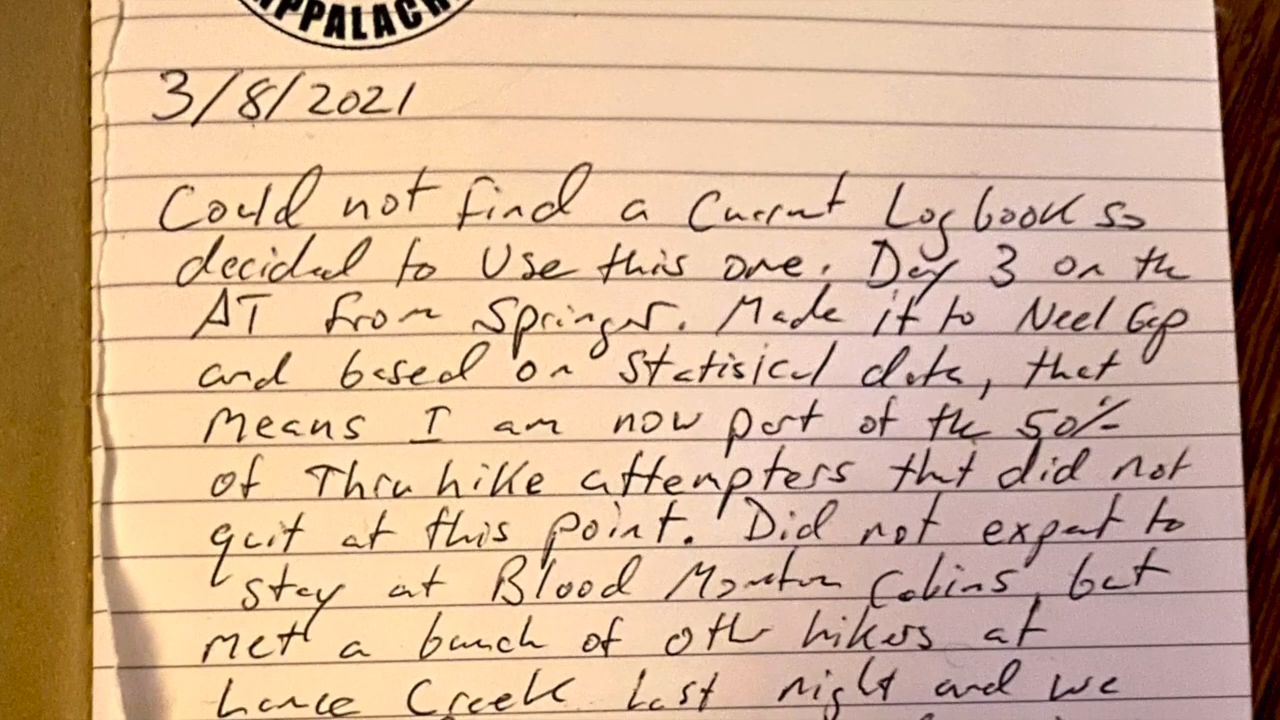 APPALACH
3/8/2021
Could not find a Current Logbook so
decided to Use this one. Day 3 on the
AT from Springer. Made it to Neel Gap
and based on Statisical data, that
means I am now part of the 50%
of Thru hike attempters that did not
quit at this point. Did not expect to
stay at Blood Mountain Cabins, but
met a bunch of other hikers at
Lance Creek last night and we